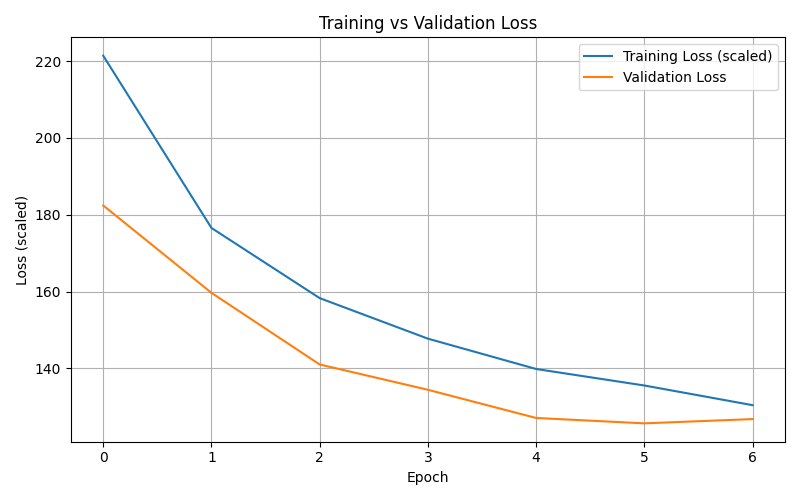 Training vs Validation Loss
Training Loss (scaled)
Validation Loss
Loss (scaled)
220
200
180
160
140
0 1 2 3 4 5 6
Epoch